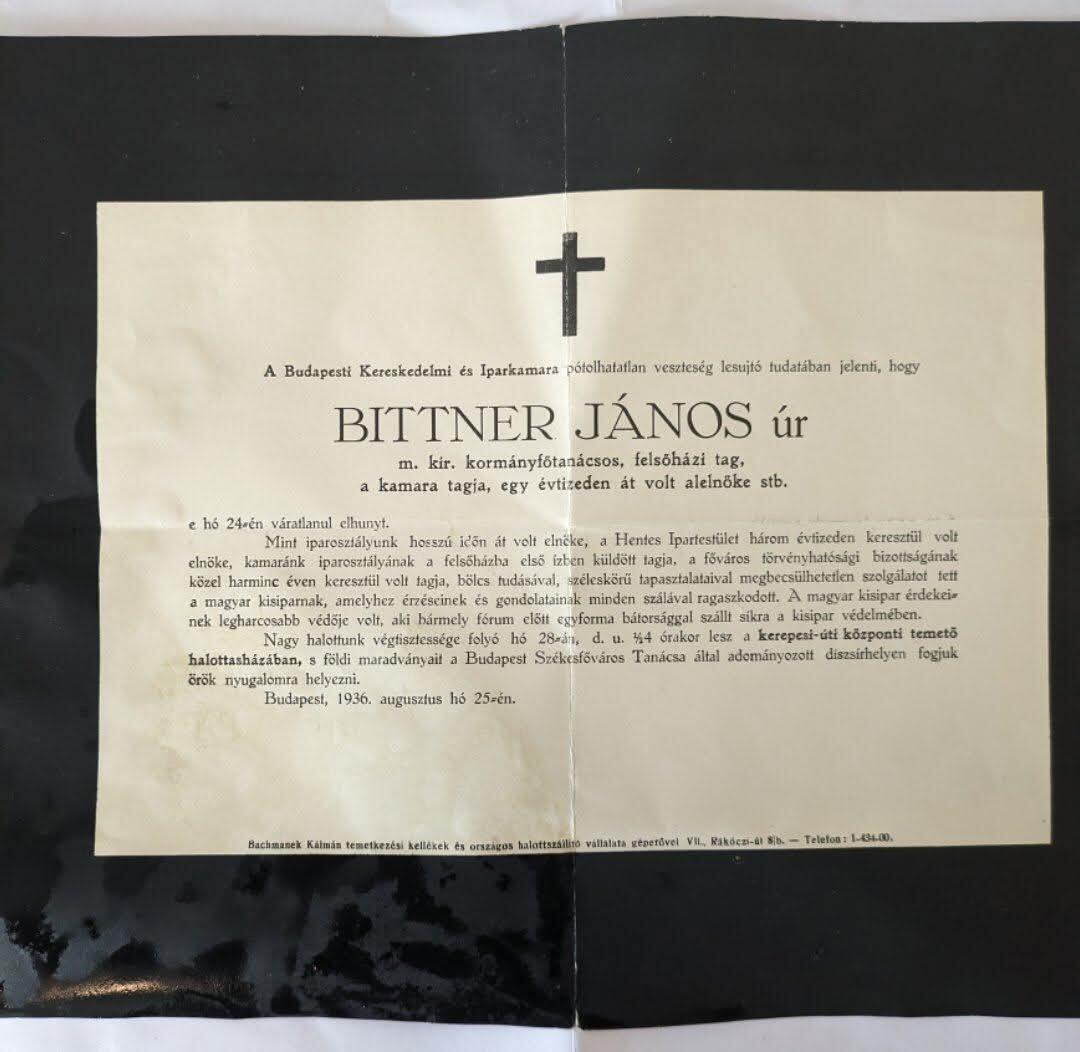 A Budapesti Kereskedelmi és Iparkamara pótolhatatlan veszteség lesujtó tudatában jelenti, hogy
BITTNER JÁNOS úr
m. kir. kormányfőtanácsos, felsőházi tag,
a kamara tagja, egy évtizeden át volt alelnöke stb.
e hó 24-én váratlanul elhunyt.
Mint iparosztályunk hosszú időn át volt elnöke, a Hentes Ipartestület három évtizeden keresztül volt
elnöke, kamaránk iparosztályának a felsőházba első ízben küldött tagja, a főváros törvényhatósági bizottságának
közel harminc éven keresztül volt tagja, bölcs tudásával, széleskörű tapasztalataival megbecsülhetetlen szolgálatot tett
a magyar kisiparnak, amelyhez érzéseinek és gondolatainak minden szálával ragaszkodott. A magyar kisipar érdekei-
nek legharcosabb védője volt, aki bármely fórum előtt egyforma bátorsággal szállt síkra a kisipar védelmében.
Nagy halottunk végtisztessége folyó hó 28-án, d. u. ¼4 órakor lesz a kerepesi-úti központi temető
halottasházában, s földi maradványait a Budapest Székesfőváros Tanácsa által adományozott díszsírhelyen fogjuk
örök nyugalomra helyezni.
Budapest, 1936. augusztus hó 25-én.
Bachmanek Kálmán temetkezési kellékek és országos halottszállító vállalata géperővel VII., Rákóczi-út 8/b. — Telefon: 1-434-00.